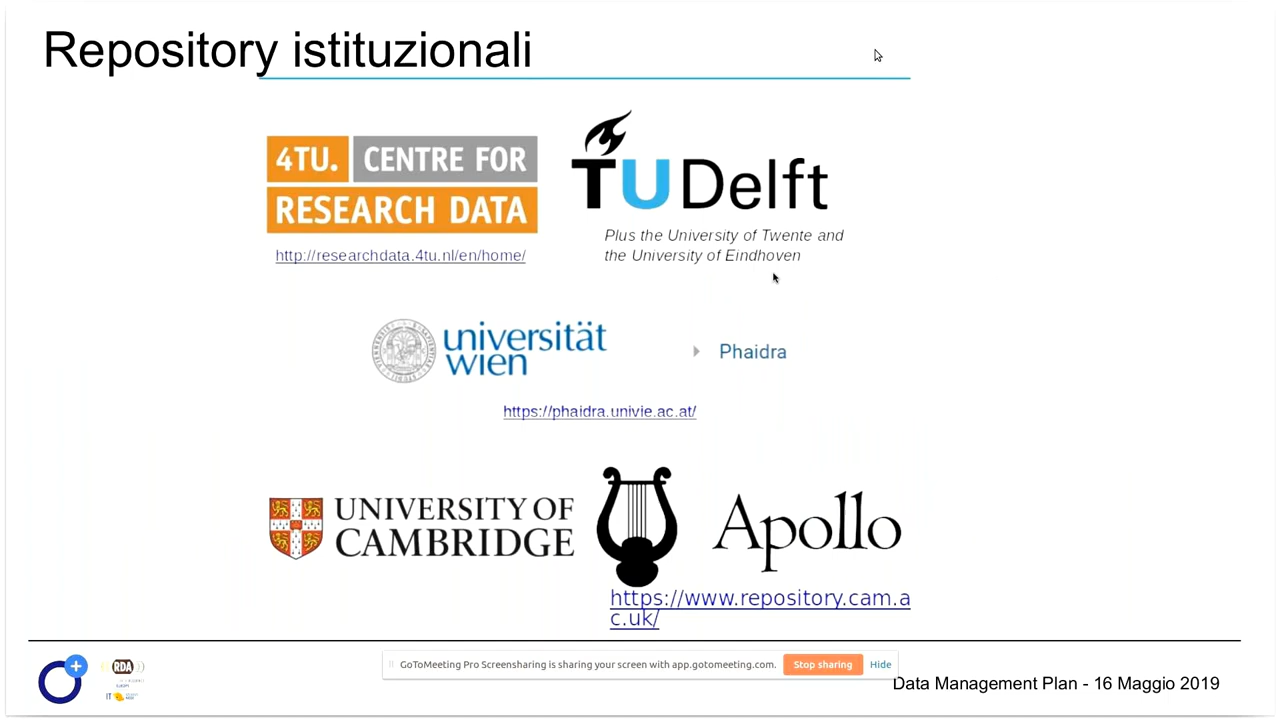 Repository istituzionali
4TU. CENTRE FOR
RESEARCH DATA
http://researchdata.4tu.nl/en/home/
TU Delft
Plus the University of Twente and
the University of Eindhoven
universität
wien
Phaidra
https://phaidra.univie.ac.at/
UNIVERSITY OF
CAMBRIDGE
Apollo
https://www.repository.cam.a
c.uk/
RDA
IT
GoToMeeting Pro Screensharing is sharing your screen with app.gotomeeting.com.
Stop sharing
Hide
Data Management Plan - 16 Maggio 2019